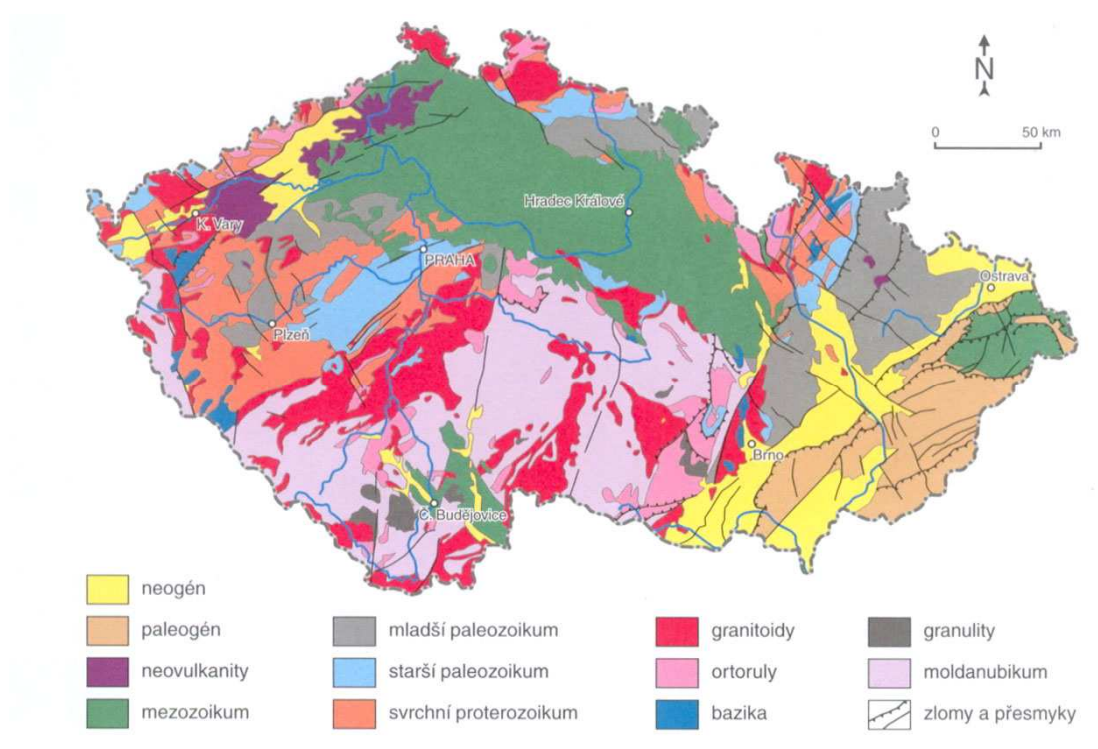 N
0 50 km
Hradec Králové
K. Vary
PRAHA
Ostrava
Plzeň
Brno
Č. Budějovice
neogén
paleogén
neovulkanity
mezozoikum
mladší paleozoikum
starší paleozoikum
svrchní proterozoikum
granitoidy
ortoruly
bazika
granulity
moldanubikum
zlomy a přesmyky